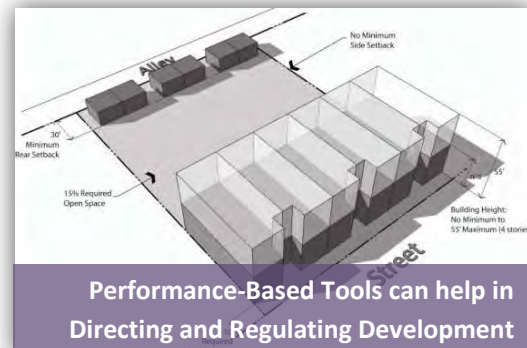 No Minimum
Side Setback
Alley
30'
Minimum
Rear Setback
15% Required
Open Space
55'
Building Height:
No Minimum to
55' Maximum (4 stories
Street
Required
Performance-Based Tools can help in
Directing and Regulating Development